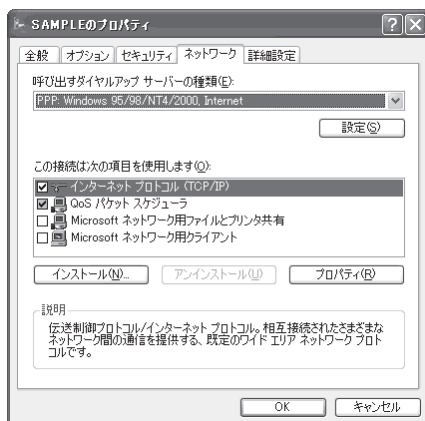 SAMPLEのプロパティ
全般 オプション セキュリティ ネットワーク 詳細設定
呼び出すダイヤルアップ サーバーの種類(E):
PPP: Windows 95/98/NT4/2000, Internet
設定(S)
この接続は次の項目を使用します(O):
インターネット プロトコル (TCP/IP)
QoS パケット スケジューラ
Microsoft ネットワーク用ファイルとプリンタ共有
Microsoft ネットワーク用クライアント
インストール(N)... アンインストール(U) プロパティ(R)
説明
伝送制御プロトコル/インターネット プロトコル。相互接続されたさまざまな
ネットワーク間の通信を提供する、既定のワイド エリア ネットワーク プロト
コルです。
OK キャンセル